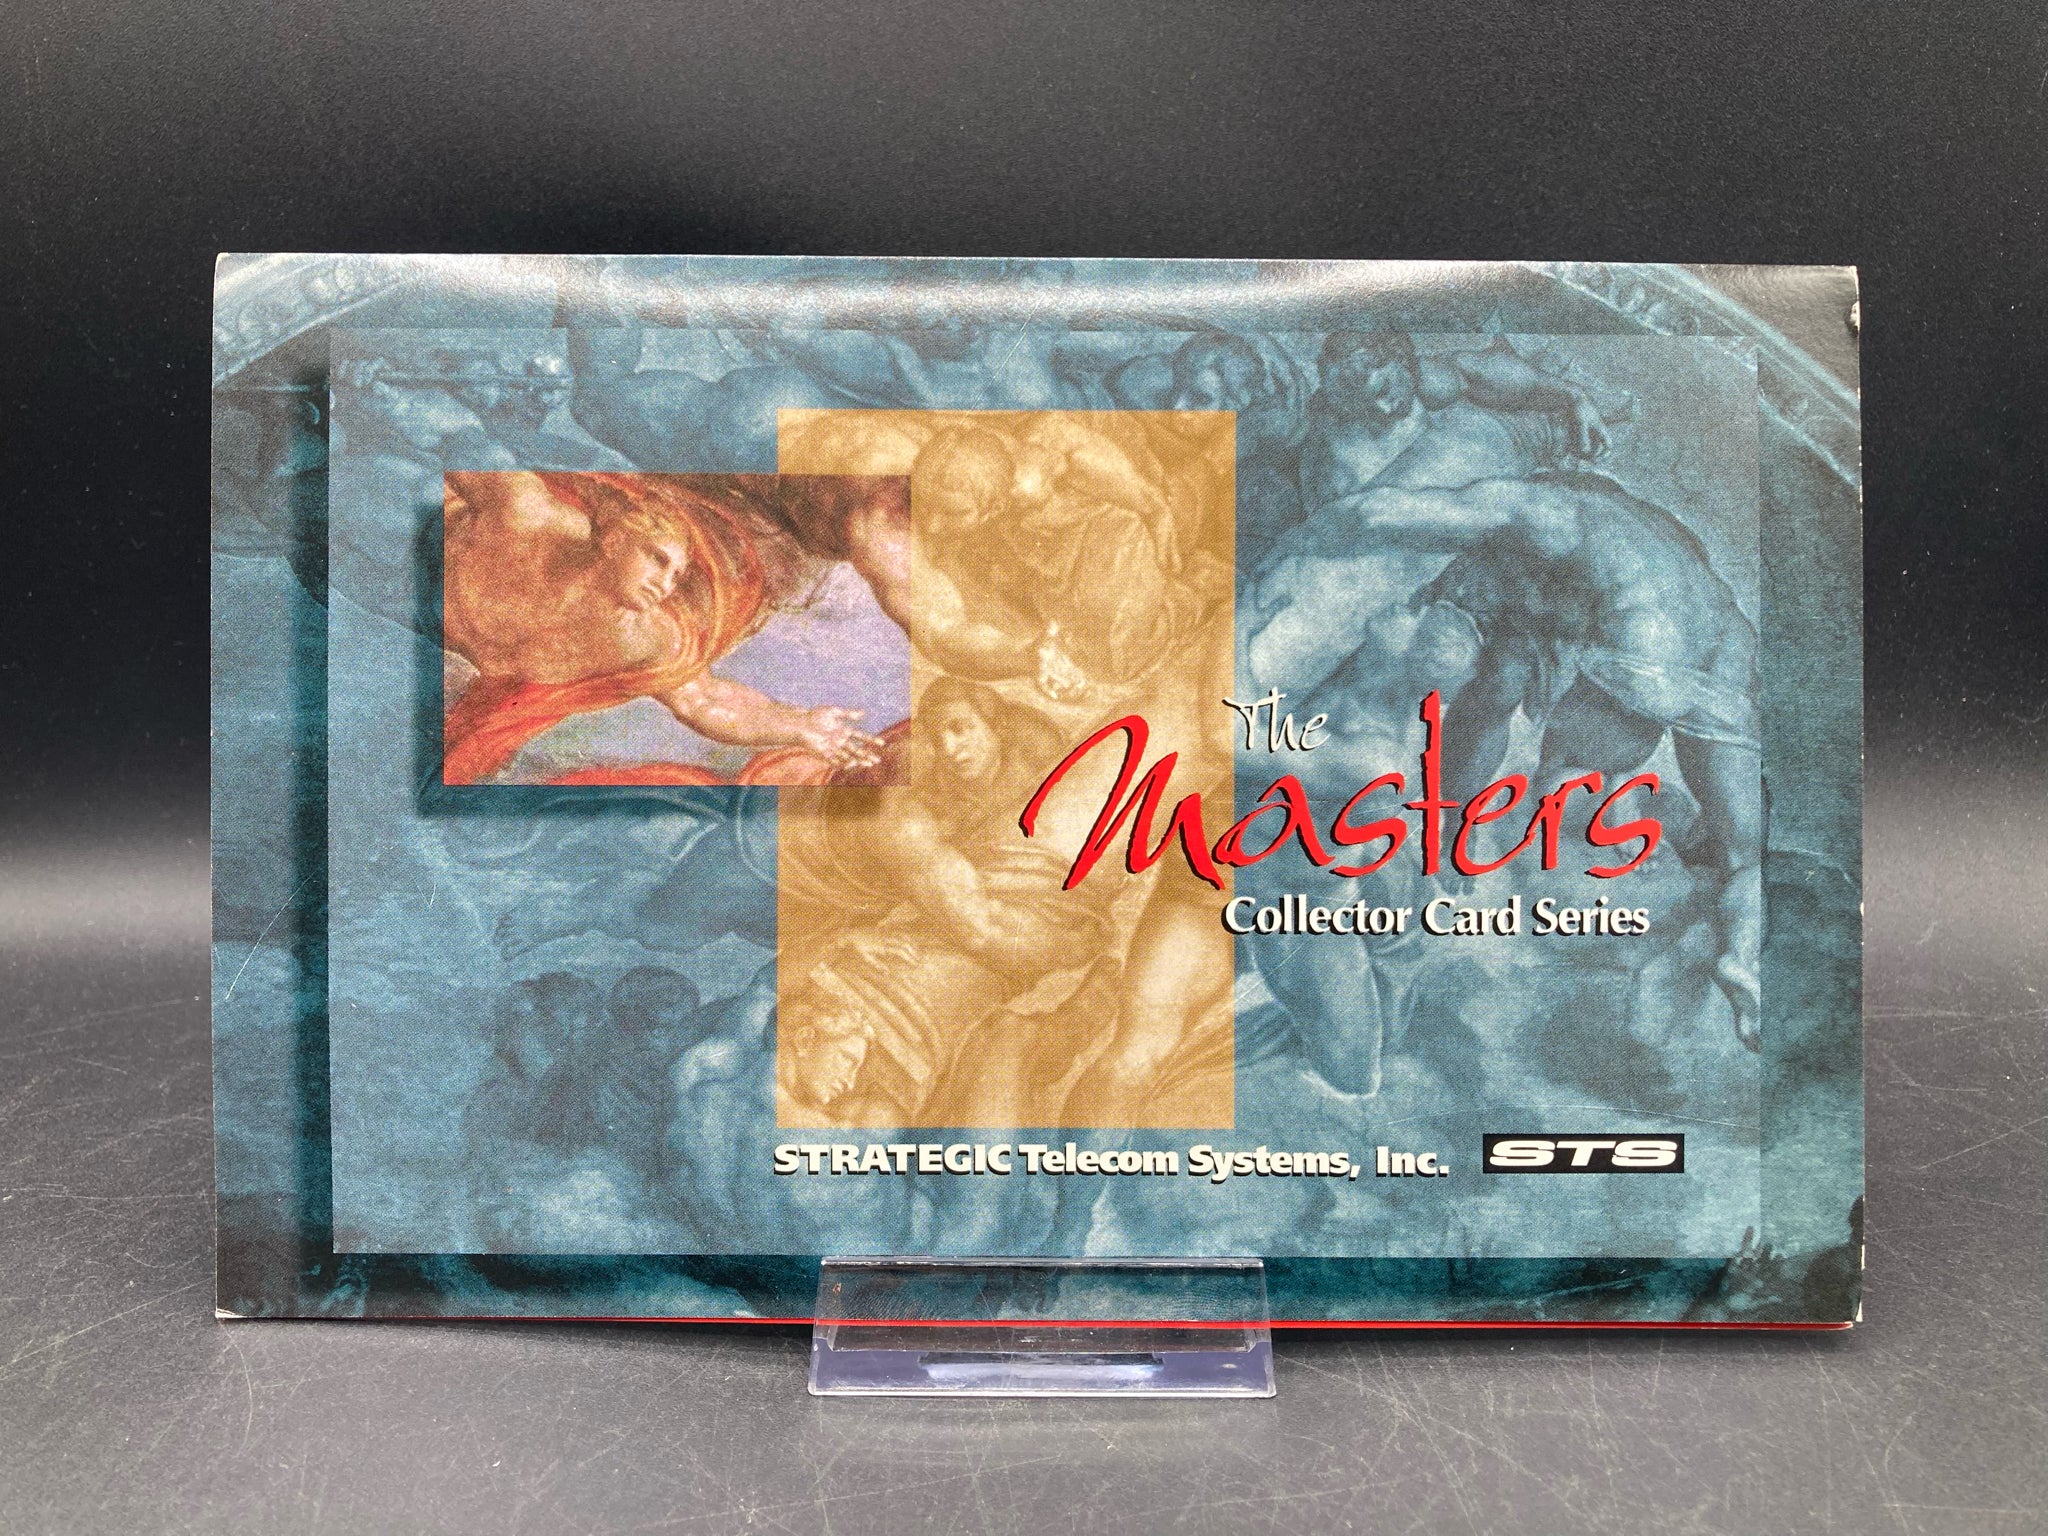 The
Masters
Collector Card Series
STRATEGIC Telecom Systems, Inc.
STS